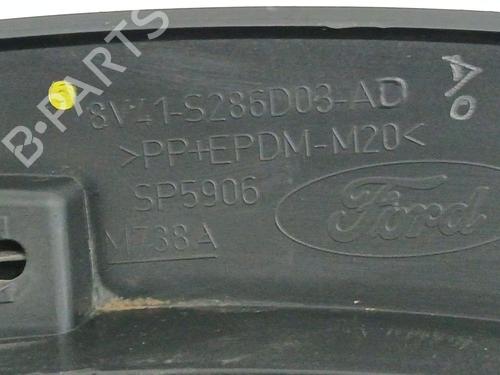 B-PARTS
8V41-S286D03-AD
>PP+EPDM-M20<
SP5906
Ford
M738A